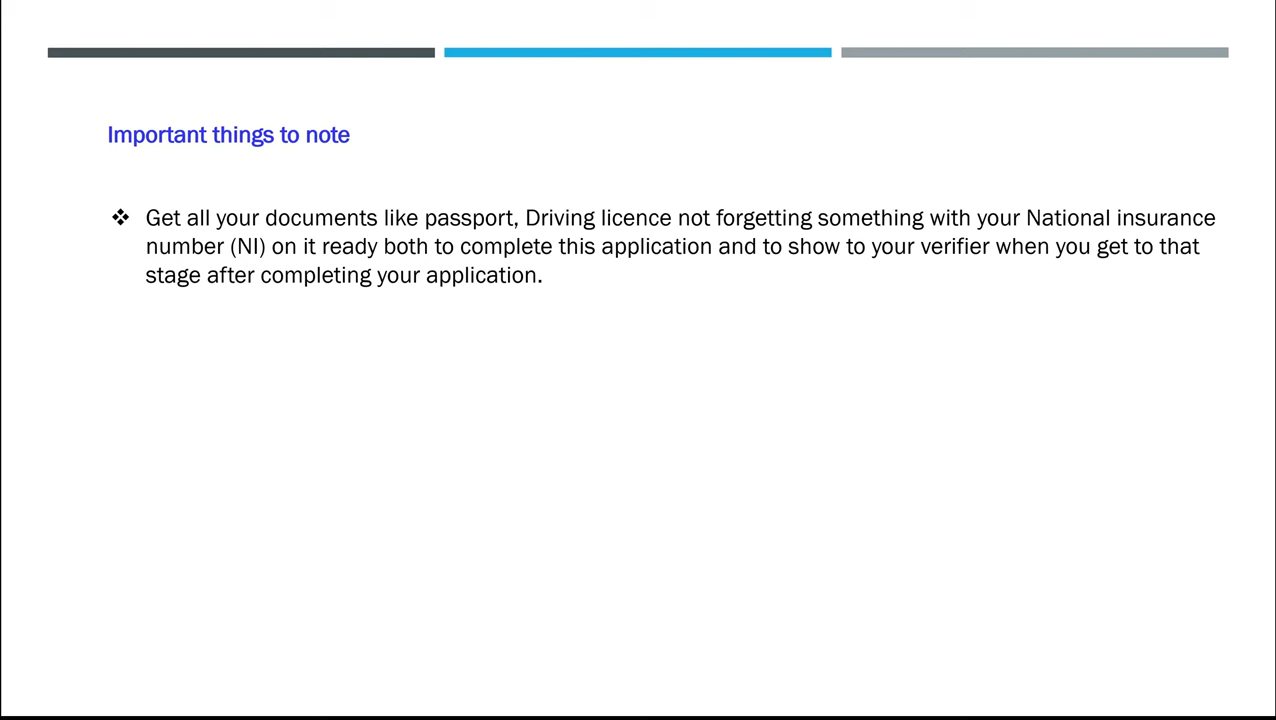 Important things to note
❖ Get all your documents like passport, Driving licence not forgetting something with your National insurance
number (NI) on it ready both to complete this application and to show to your verifier when you get to that
stage after completing your application.